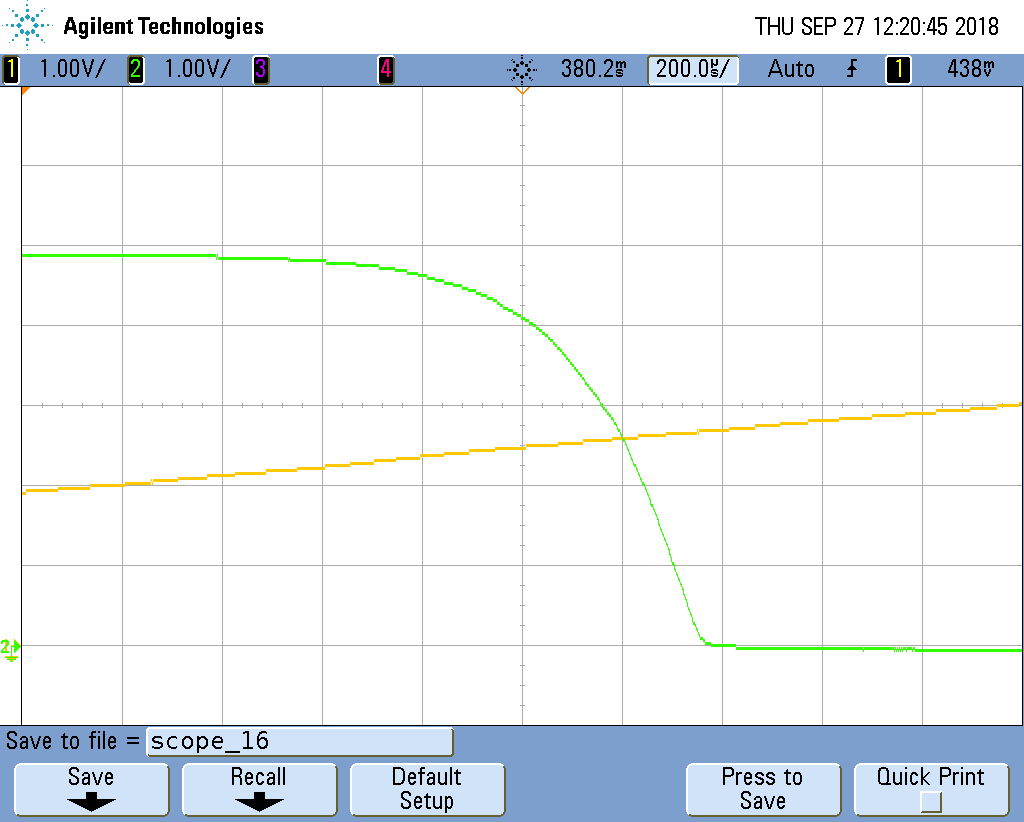 Agilent Technologies THU SEP 27 12:20:45 2018
1 1.00V/ 2 1.00V/ 3 4 380.2ms 200.0µs/ Auto 1 438mV
2
Save to file = scope_16
Save Recall Default Setup Press to Save Quick Print